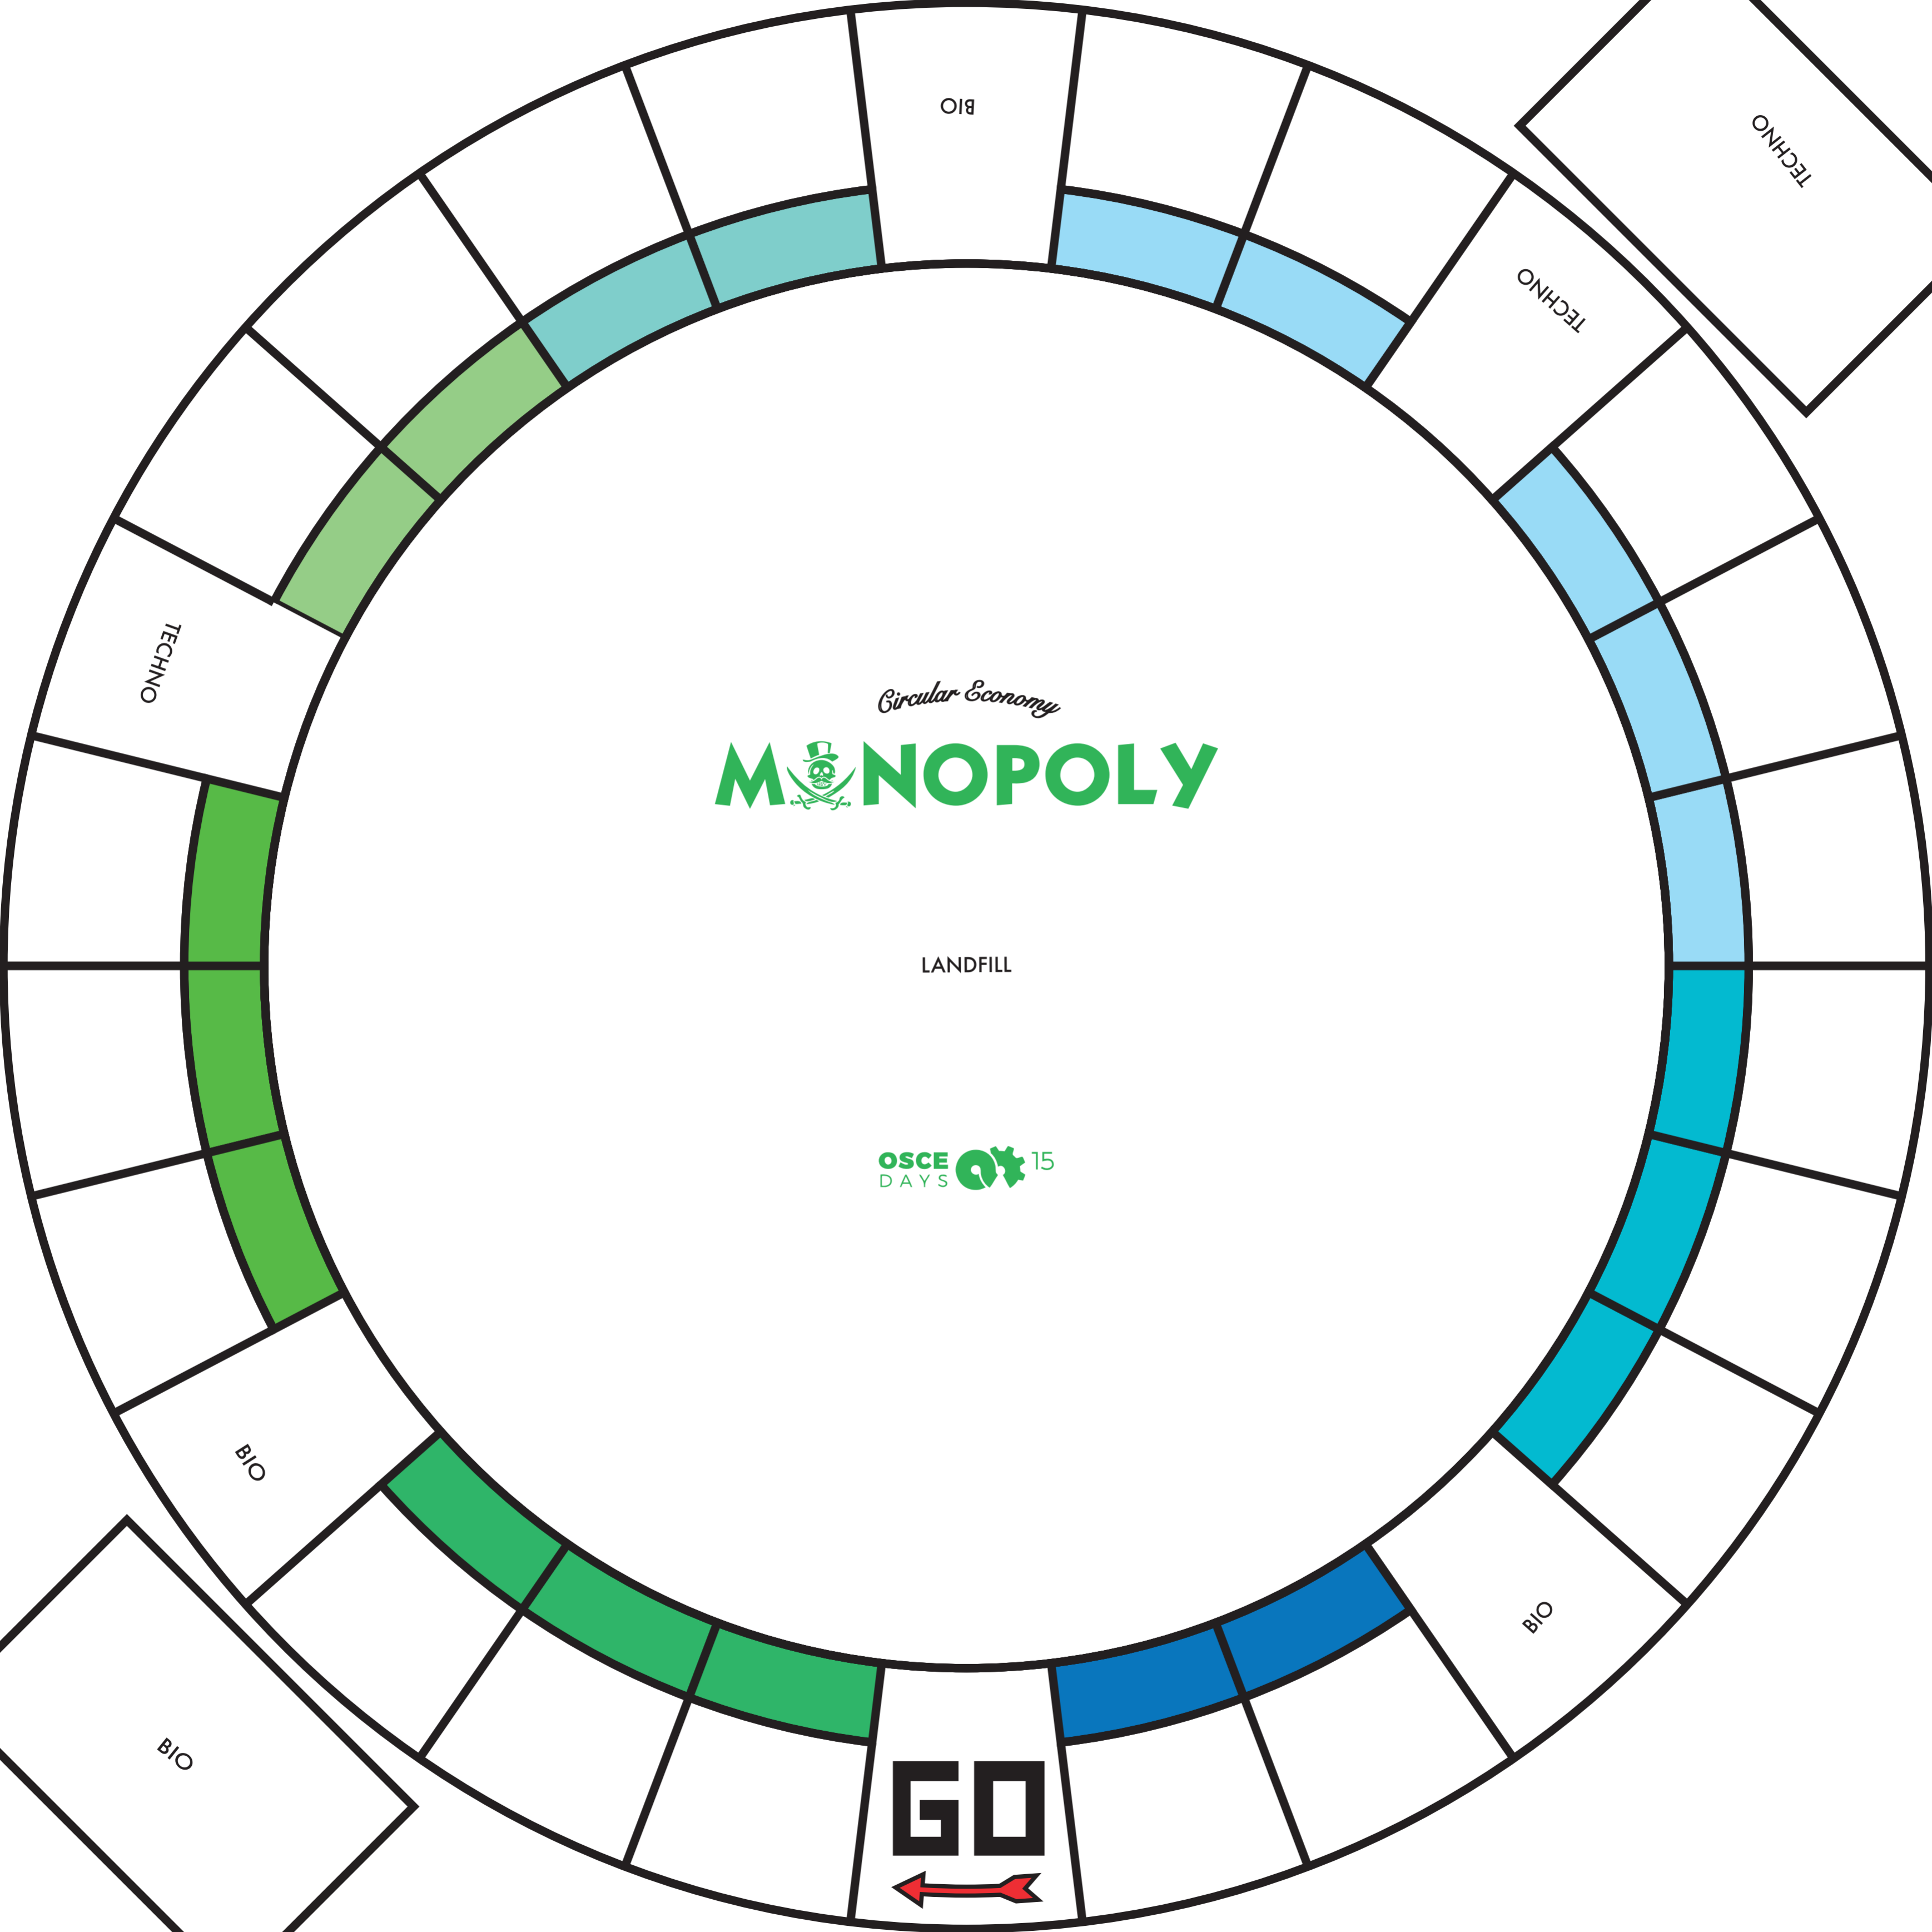 BIO
TECHNO
TECHNO
TECHNO
Circular Economy
MONOPOLY
LANDFILL
OSCE 15
DAYS
BIO
BIO
BIO
GO